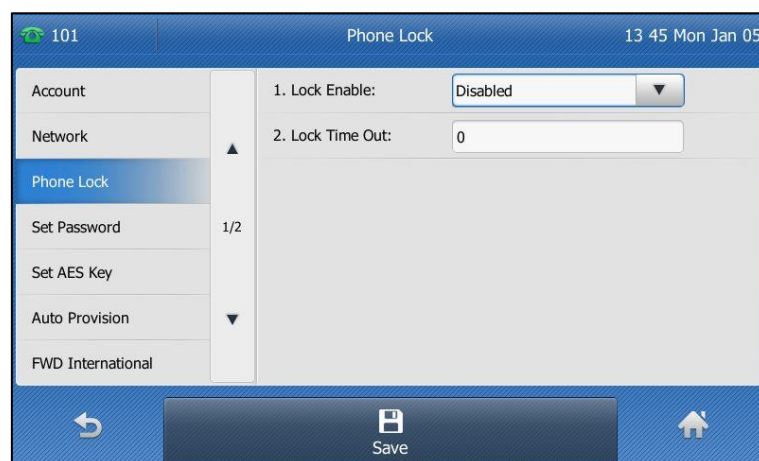 101 Phone Lock 13 45 Mon Jan 05
Account
Network
Phone Lock
Set Password
Set AES Key
Auto Provision
FWD International
1/2
1. Lock Enable: Disabled
2. Lock Time Out: 0
Save